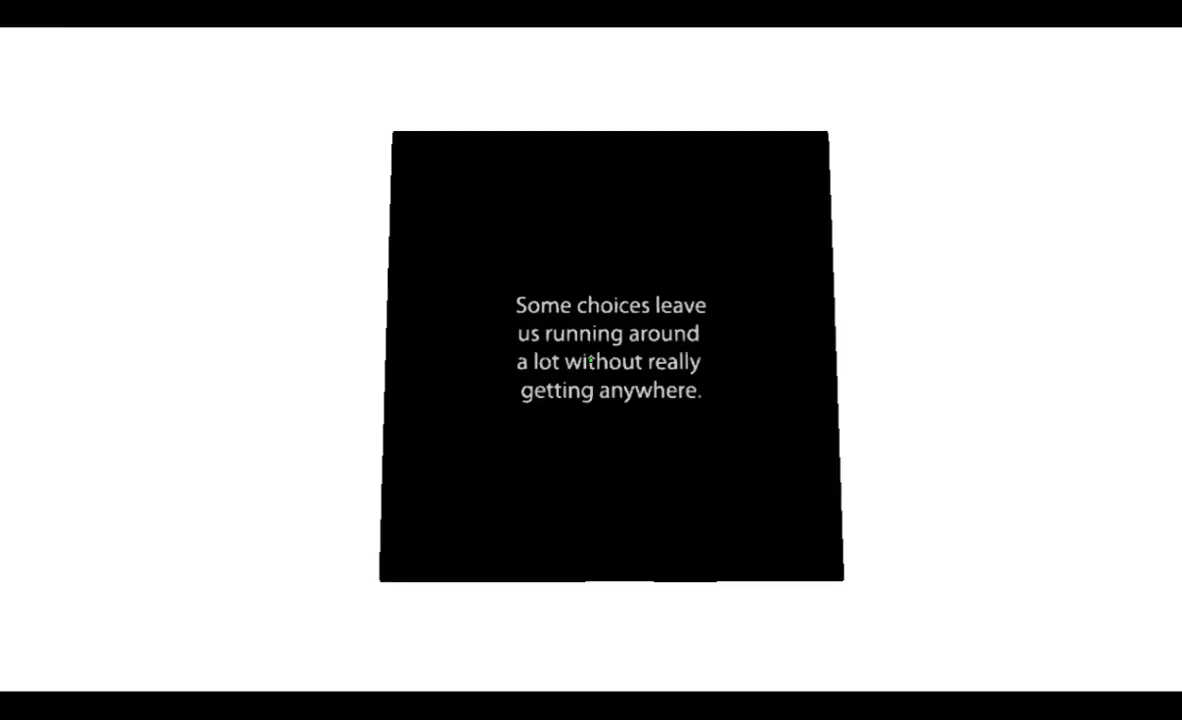 Some choices leave
us running around
a lot without really
getting anywhere.